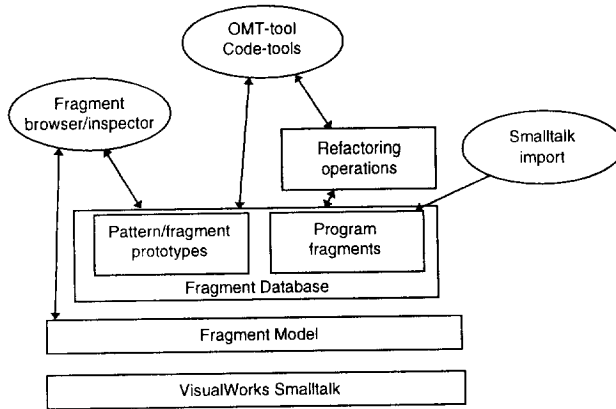 OMT-tool
Code-tools
Fragment
browser/inspector
Smalltalk
import
Refactoring
operations
Pattern/fragment
prototypes
Program
fragments
Fragment Database
Fragment Model
VisualWorks Smalltalk